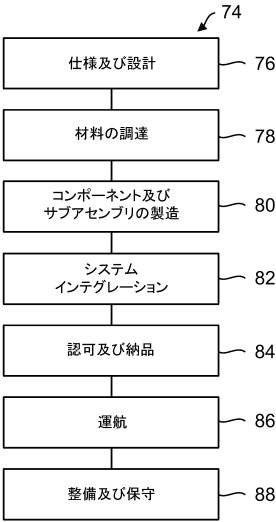 74
仕様及び設計 76
材料の調達 78
コンポーネント及び
サブアセンブリの製造 80
システム
インテグレーション 82
認可及び納品 84
運航 86
整備及び保守 88